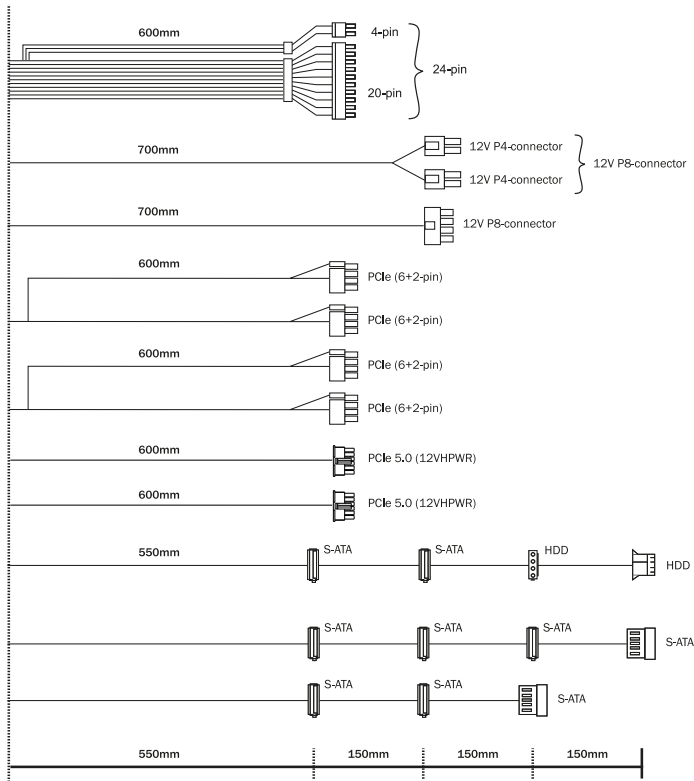 600mm
4-pin
24-pin
20-pin
700mm
12V P4-connector
12V P8-connector
12V P4-connector
700mm
12V P8-connector
600mm
PCIe (6+2-pin)
PCIe (6+2-pin)
600mm
PCIe (6+2-pin)
PCIe (6+2-pin)
600mm
PCIe 5.0 (12VHPWR)
600mm
PCIe 5.0 (12VHPWR)
550mm
S-ATA
S-ATA
HDD
HDD
S-ATA
S-ATA
S-ATA
S-ATA
S-ATA
S-ATA
S-ATA
550mm
150mm
150mm
150mm